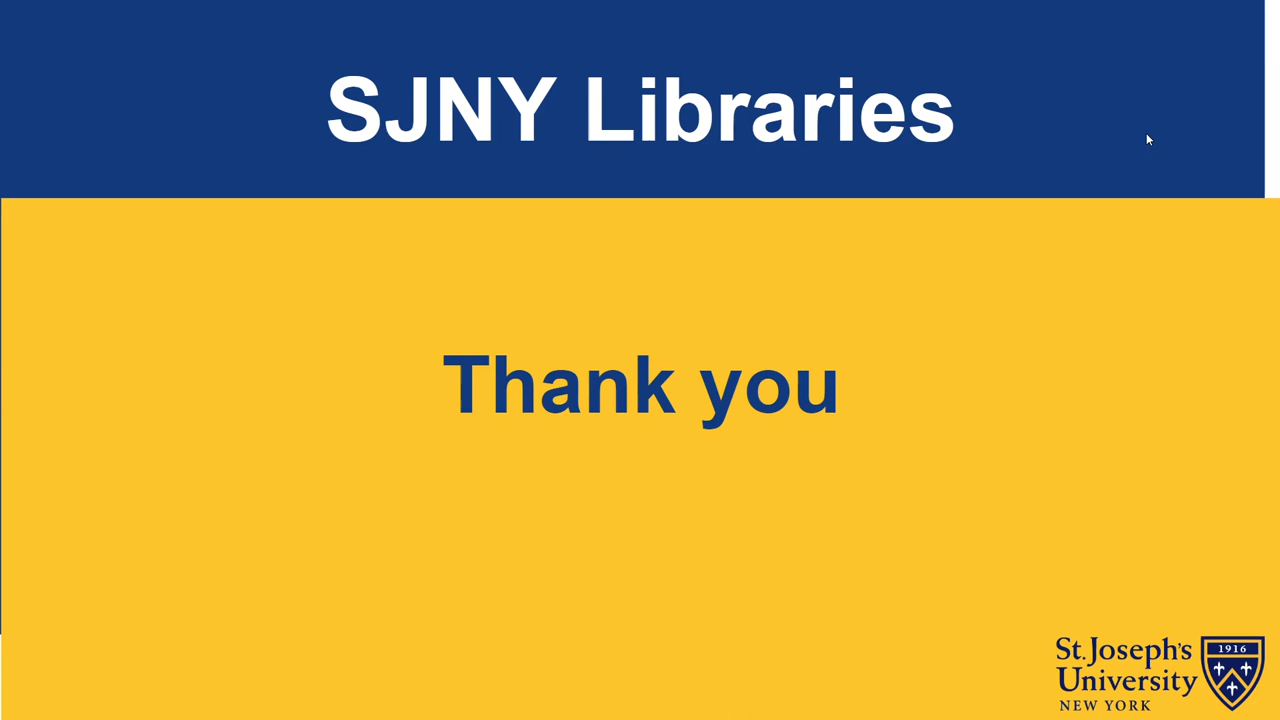 SJNY Libraries
Thank you
St. Joseph's
University
NEW YORK
1916